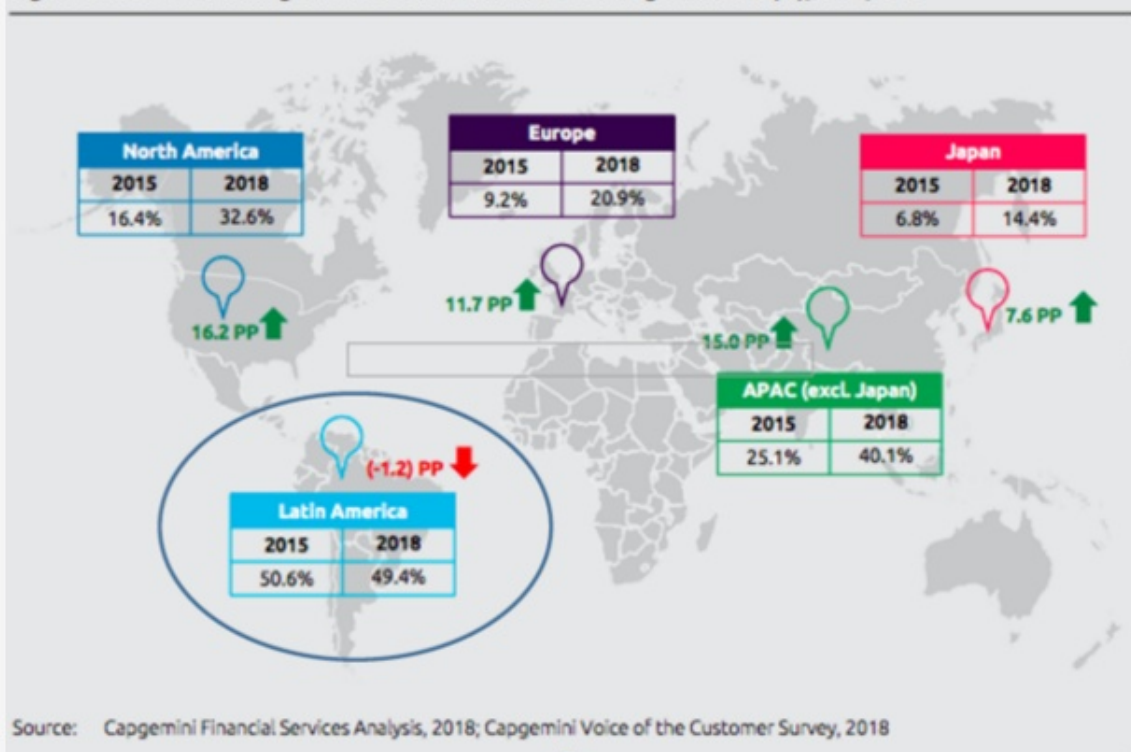 North America
2015 2018
16.4% 32.6%
16.2 PP
Europe
2015 2018
9.2% 20.9%
11.7 PP
Japan
2015 2018
6.8% 14.4%
7.6 PP
15.0 PP
APAC (excl. Japan)
2015 2018
25.1% 40.1%
(-1.2) PP
Latin America
2015 2018
50.6% 49.4%
Source: Capgemini Financial Services Analysis, 2018; Capgemini Voice of the Customer Survey, 2018